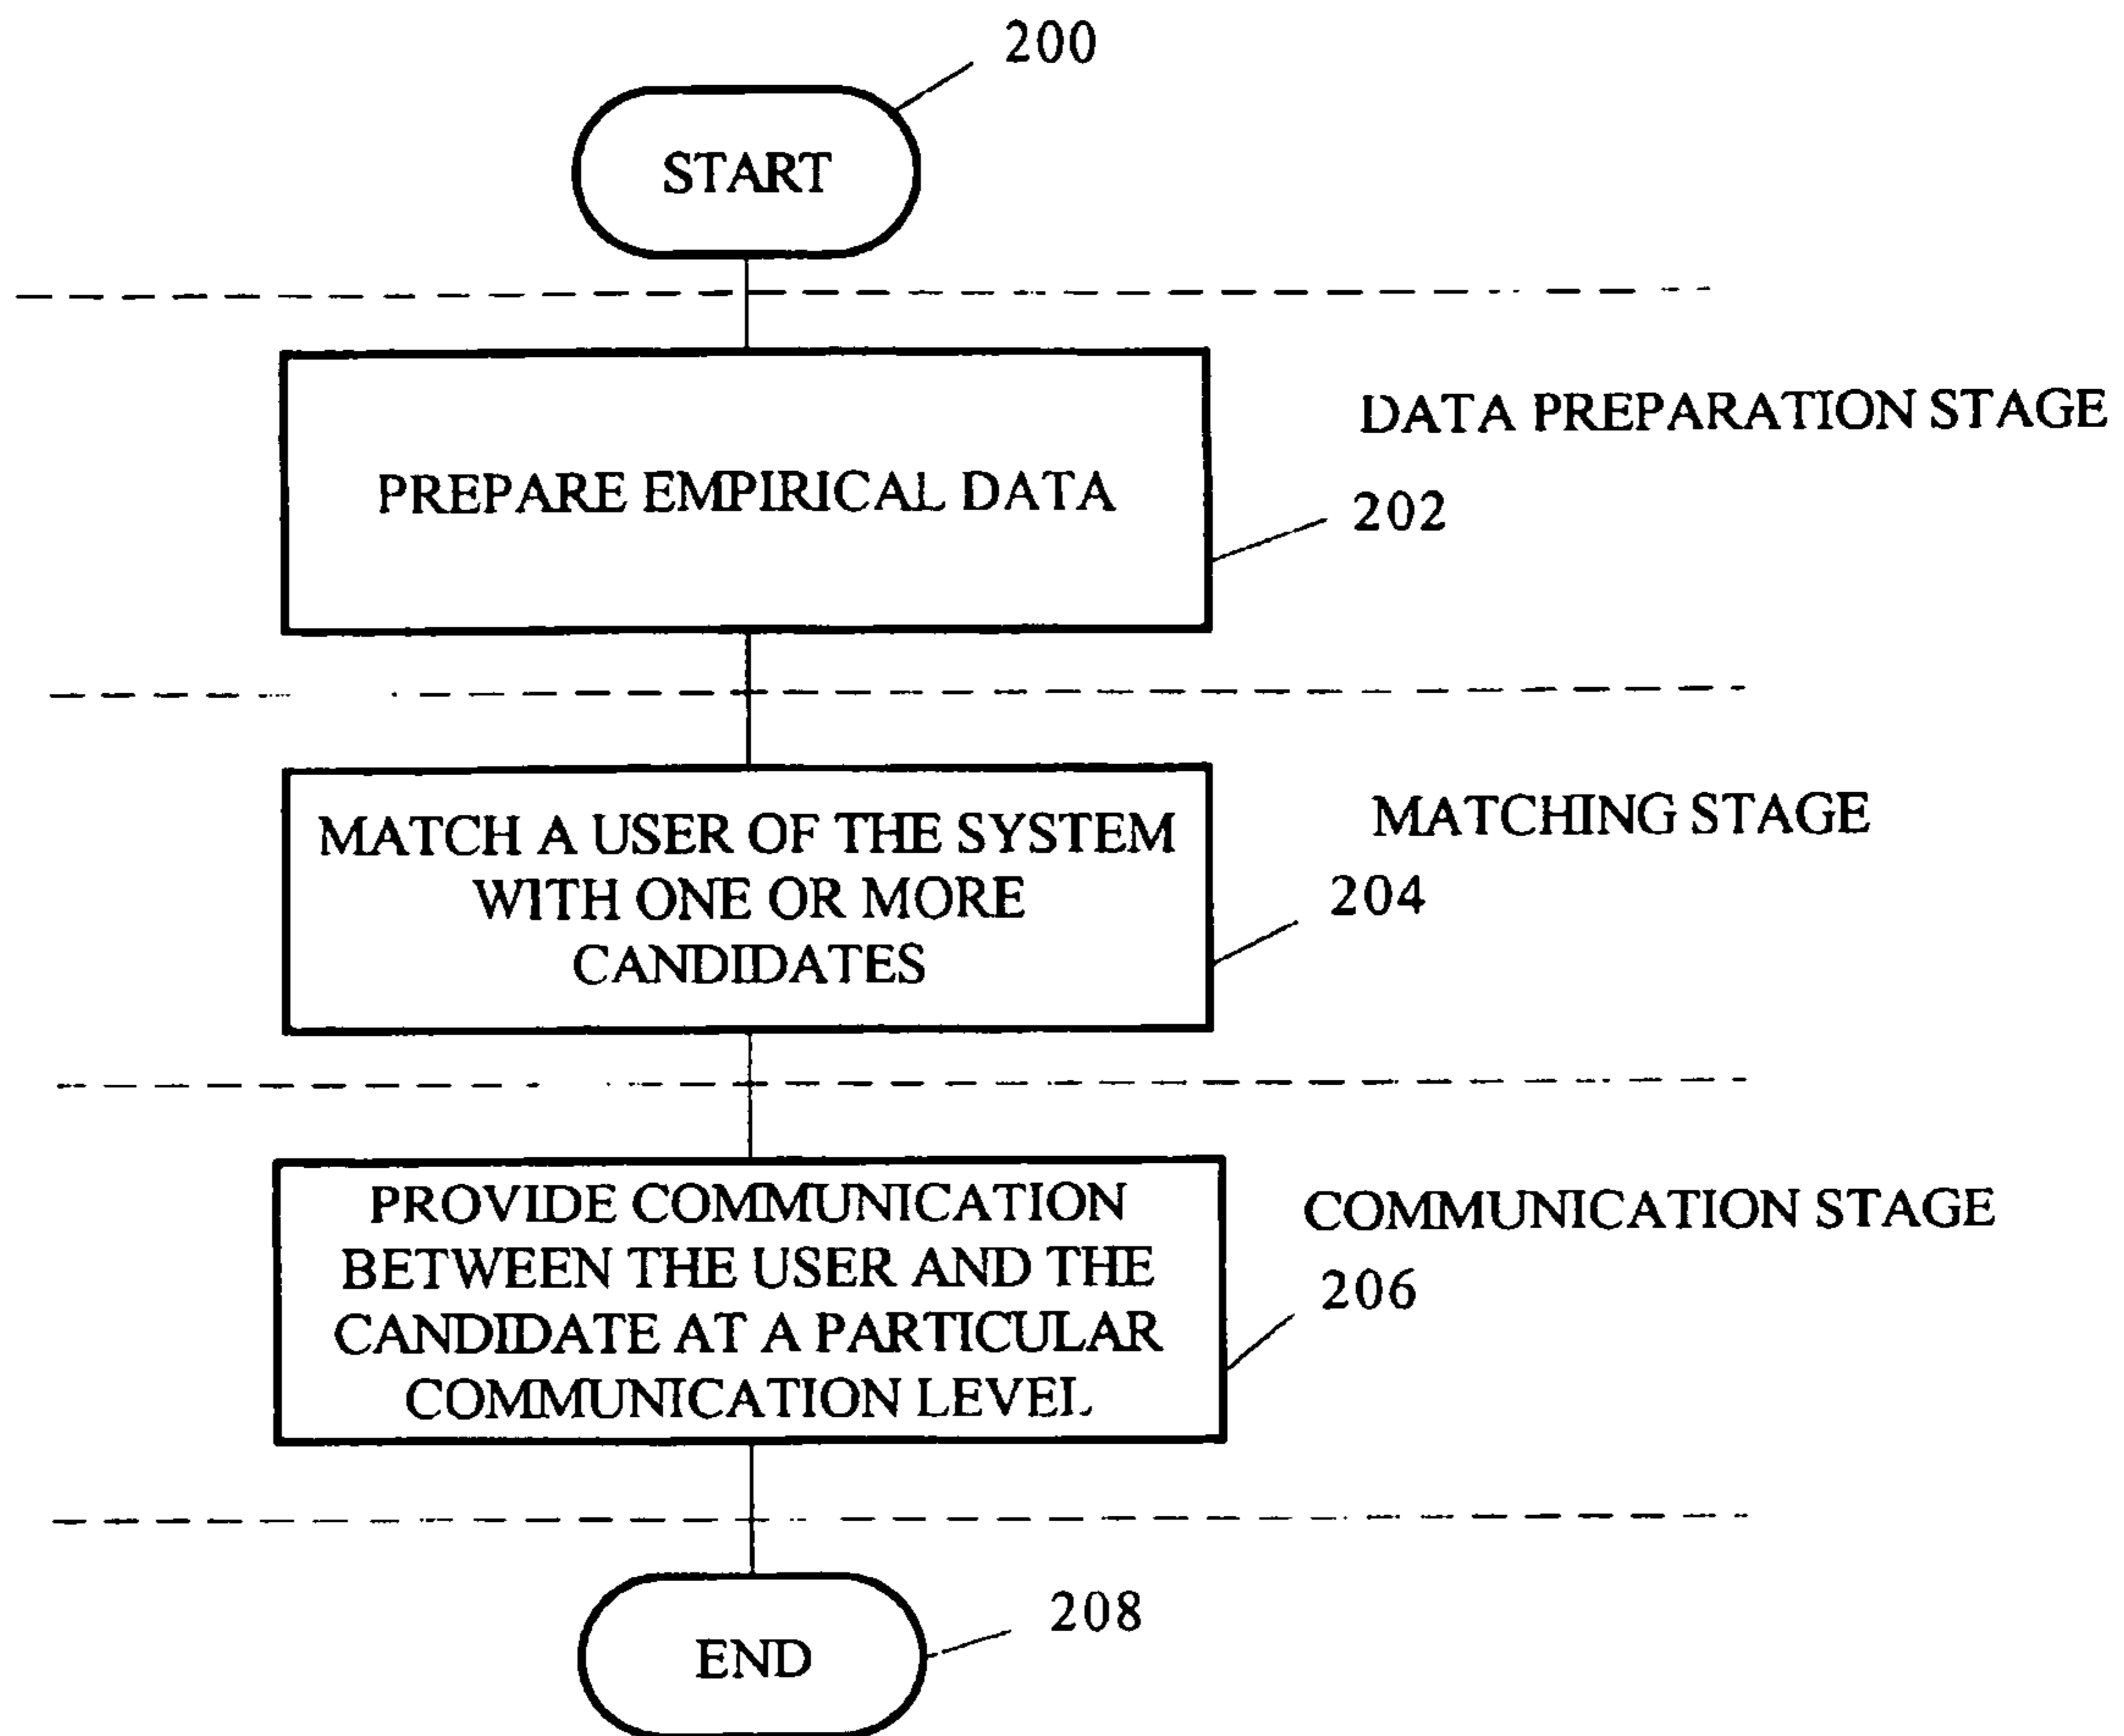 200
START
DATA PREPARATION STAGE
PREPARE EMPIRICAL DATA
202
MATCH A USER OF THE SYSTEM
WITH ONE OR MORE
CANDIDATES
MATCHING STAGE
204
PROVIDE COMMUNICATION
BETWEEN THE USER AND THE
CANDIDATE AT A PARTICULAR
COMMUNICATION LEVEL
COMMUNICATION STAGE
206
208
END